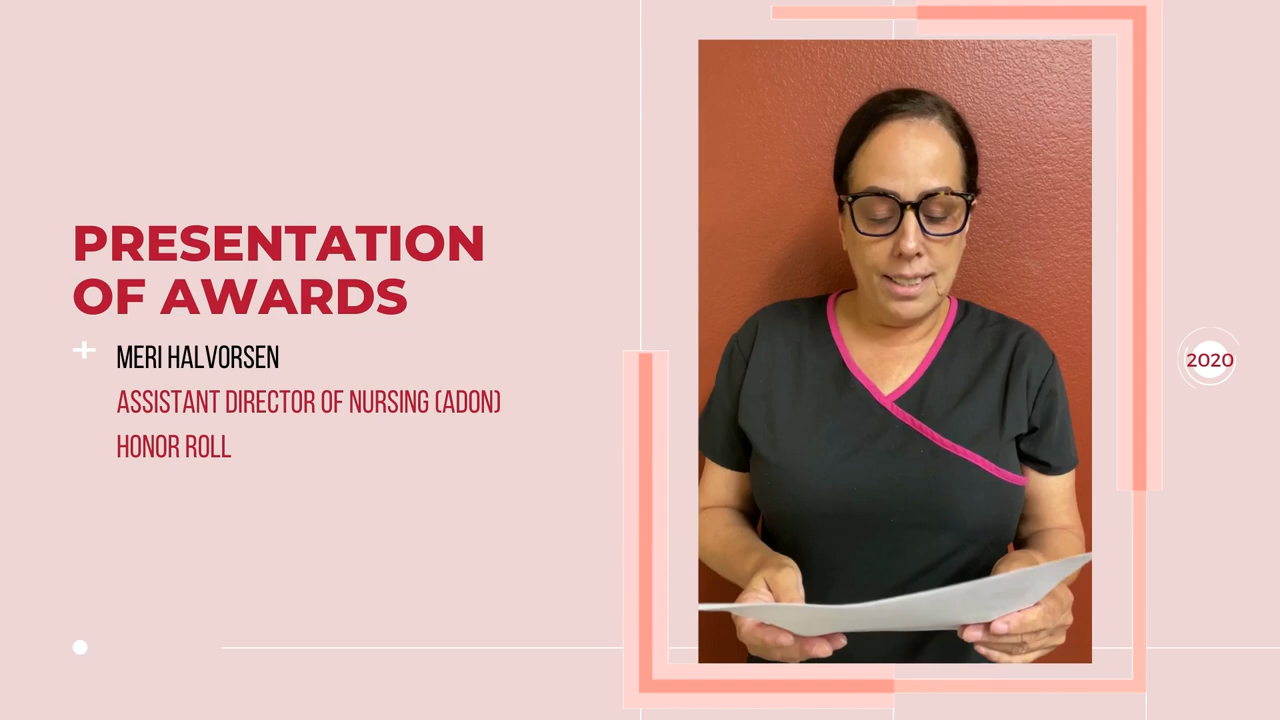 PRESENTATION
OF AWARDS
MERI HALVORSEN
ASSISTANT DIRECTOR OF NURSING (ADON)
HONOR ROLL
2020